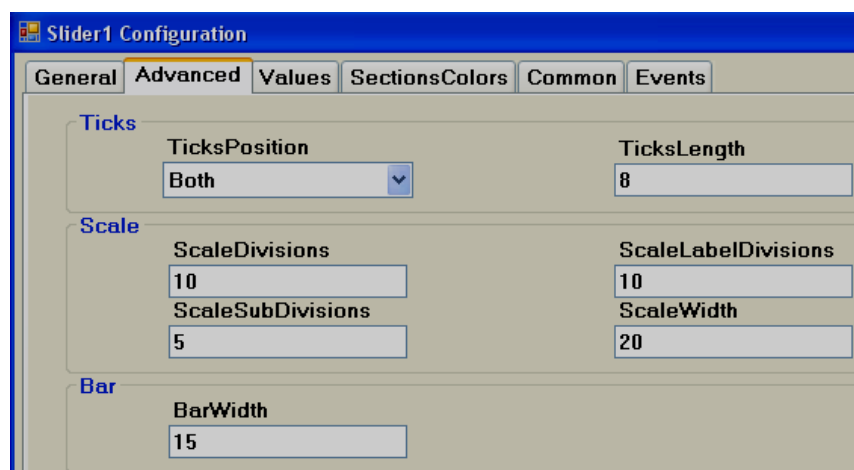 Slider1 Configuration
General Advanced Values SectionsColors Common Events
Ticks
TicksPosition TicksLength
Both 8
Scale
ScaleDivisions ScaleLabelDivisions
10 10
ScaleSubDivisions ScaleWidth
5 20
Bar
BarWidth
15